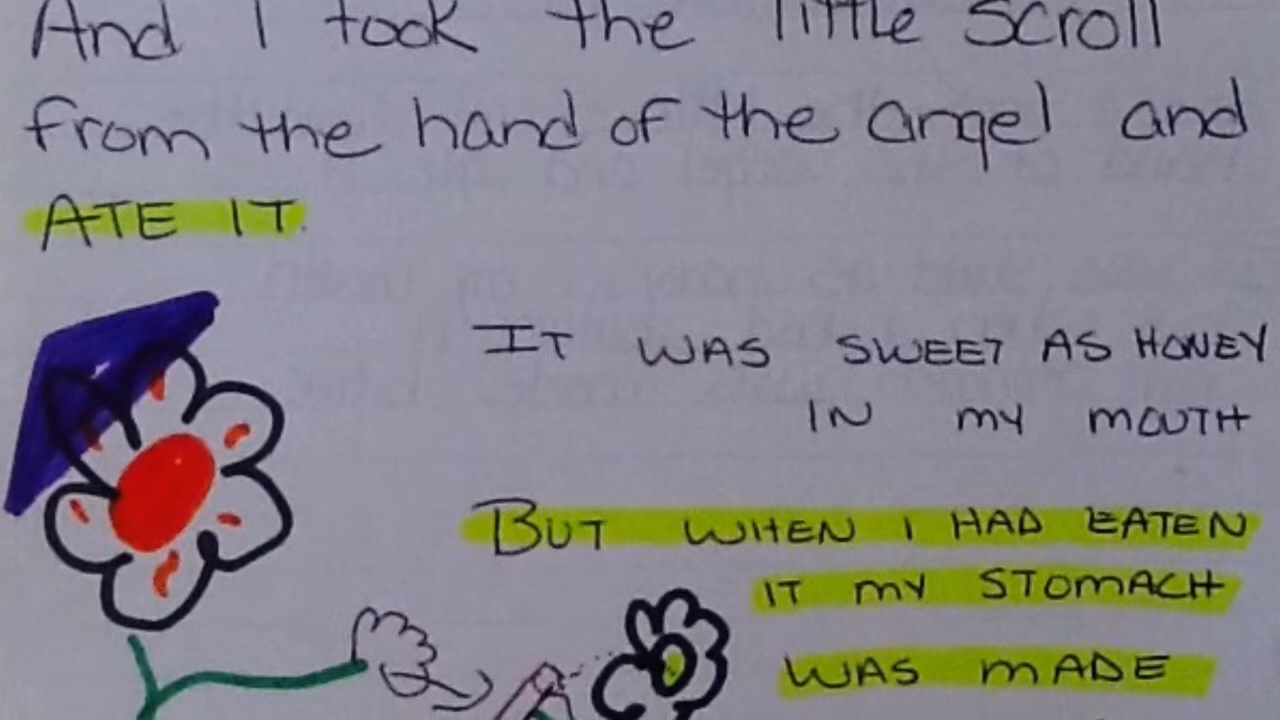 And I took the little Scroll
from the hand of the angel and
ATE IT.
IT WAS SWEET AS HONEY
IN MY MOUTH
BUT WHEN I HAD EATEN
IT MY STOMACH
WAS MADE